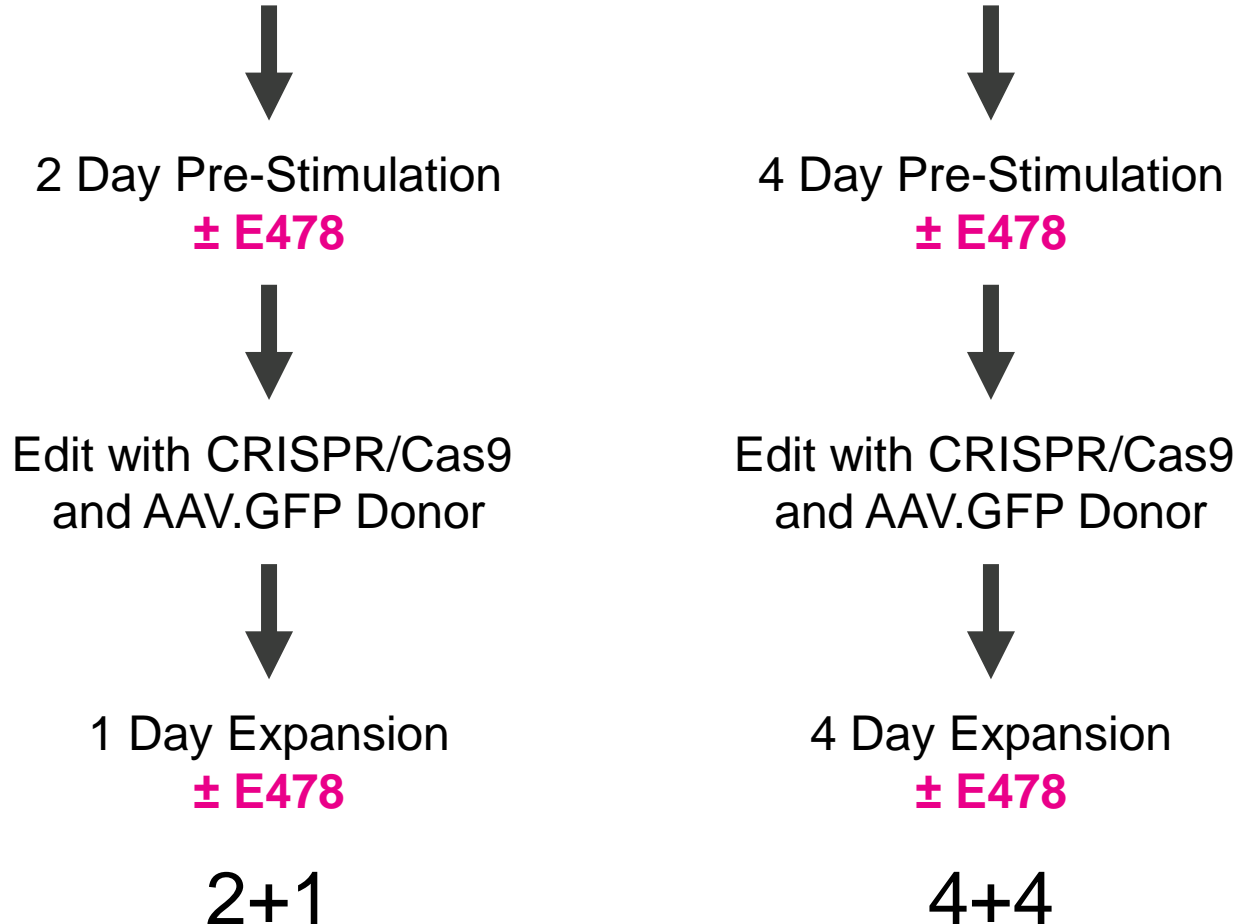 2 Day Pre-Stimulation
± E478
Edit with CRISPR/Cas9
and AAV.GFP Donor
1 Day Expansion
± E478
2+1
4 Day Pre-Stimulation
± E478
Edit with CRISPR/Cas9
and AAV.GFP Donor
4 Day Expansion
± E478
4+4